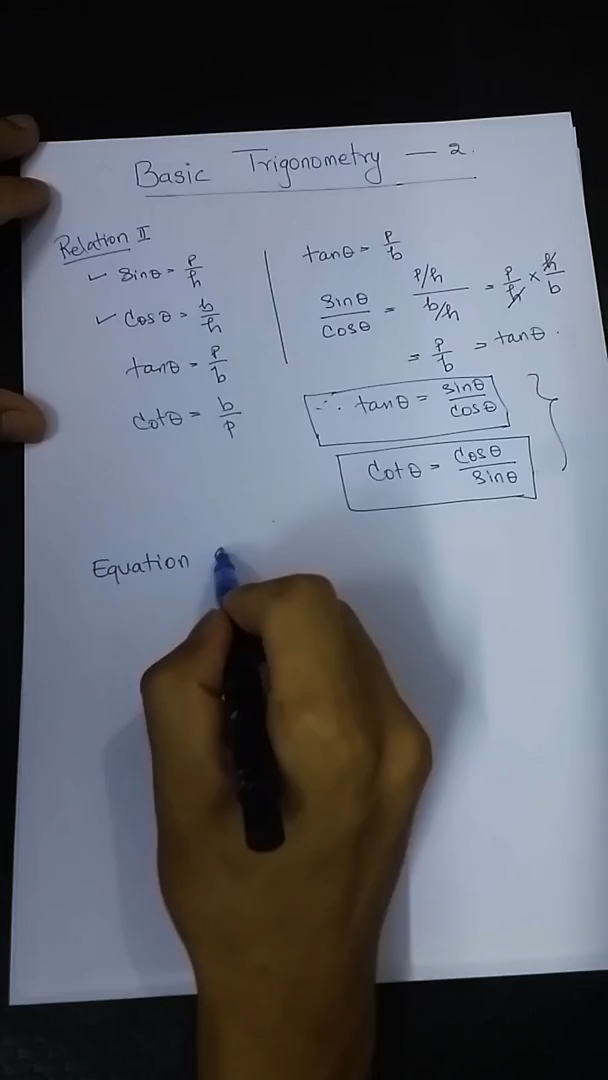 Basic Trigonometry — 2.
Relation II
✓ sinθ = p/h
✓ cosθ = b/h
tanθ = p/b
cotθ = b/p
tanθ = p/b
sinθ/cosθ = (p/h)/(b/h) = p/h × h/b
= p/b = tanθ.
∴ tanθ = sinθ/cosθ
cotθ = cosθ/sinθ
Equation